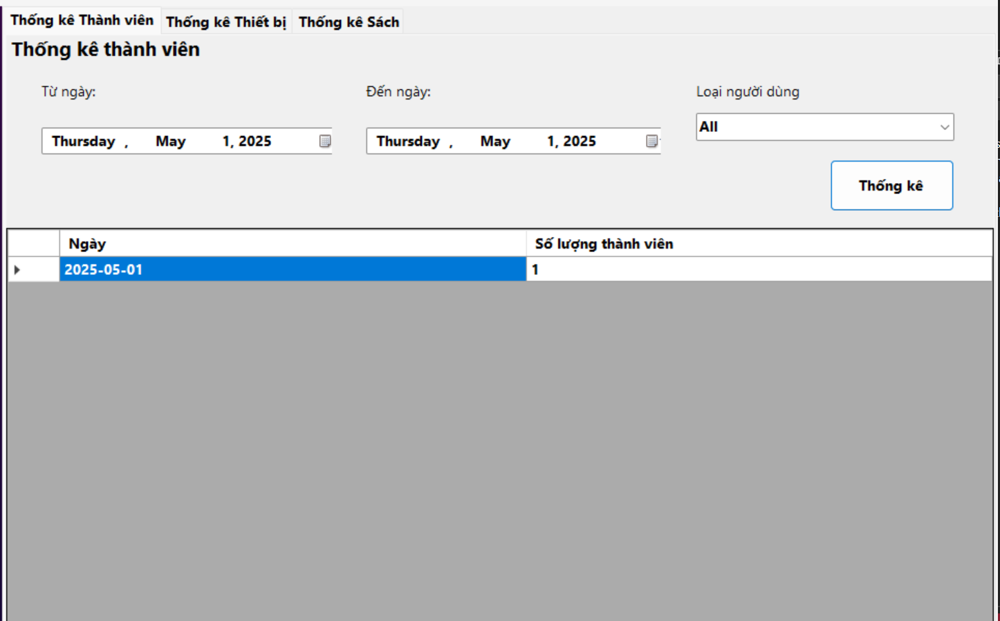 Thống kê Thành viên Thống kê Thiết bị Thống kê Sách
Thống kê thành viên
Từ ngày: Đến ngày: Loại người dùng
All
Thursday , May 1, 2025 Thursday , May 1, 2025
Thống kê
Ngày Số lượng thành viên
2025-05-01 1